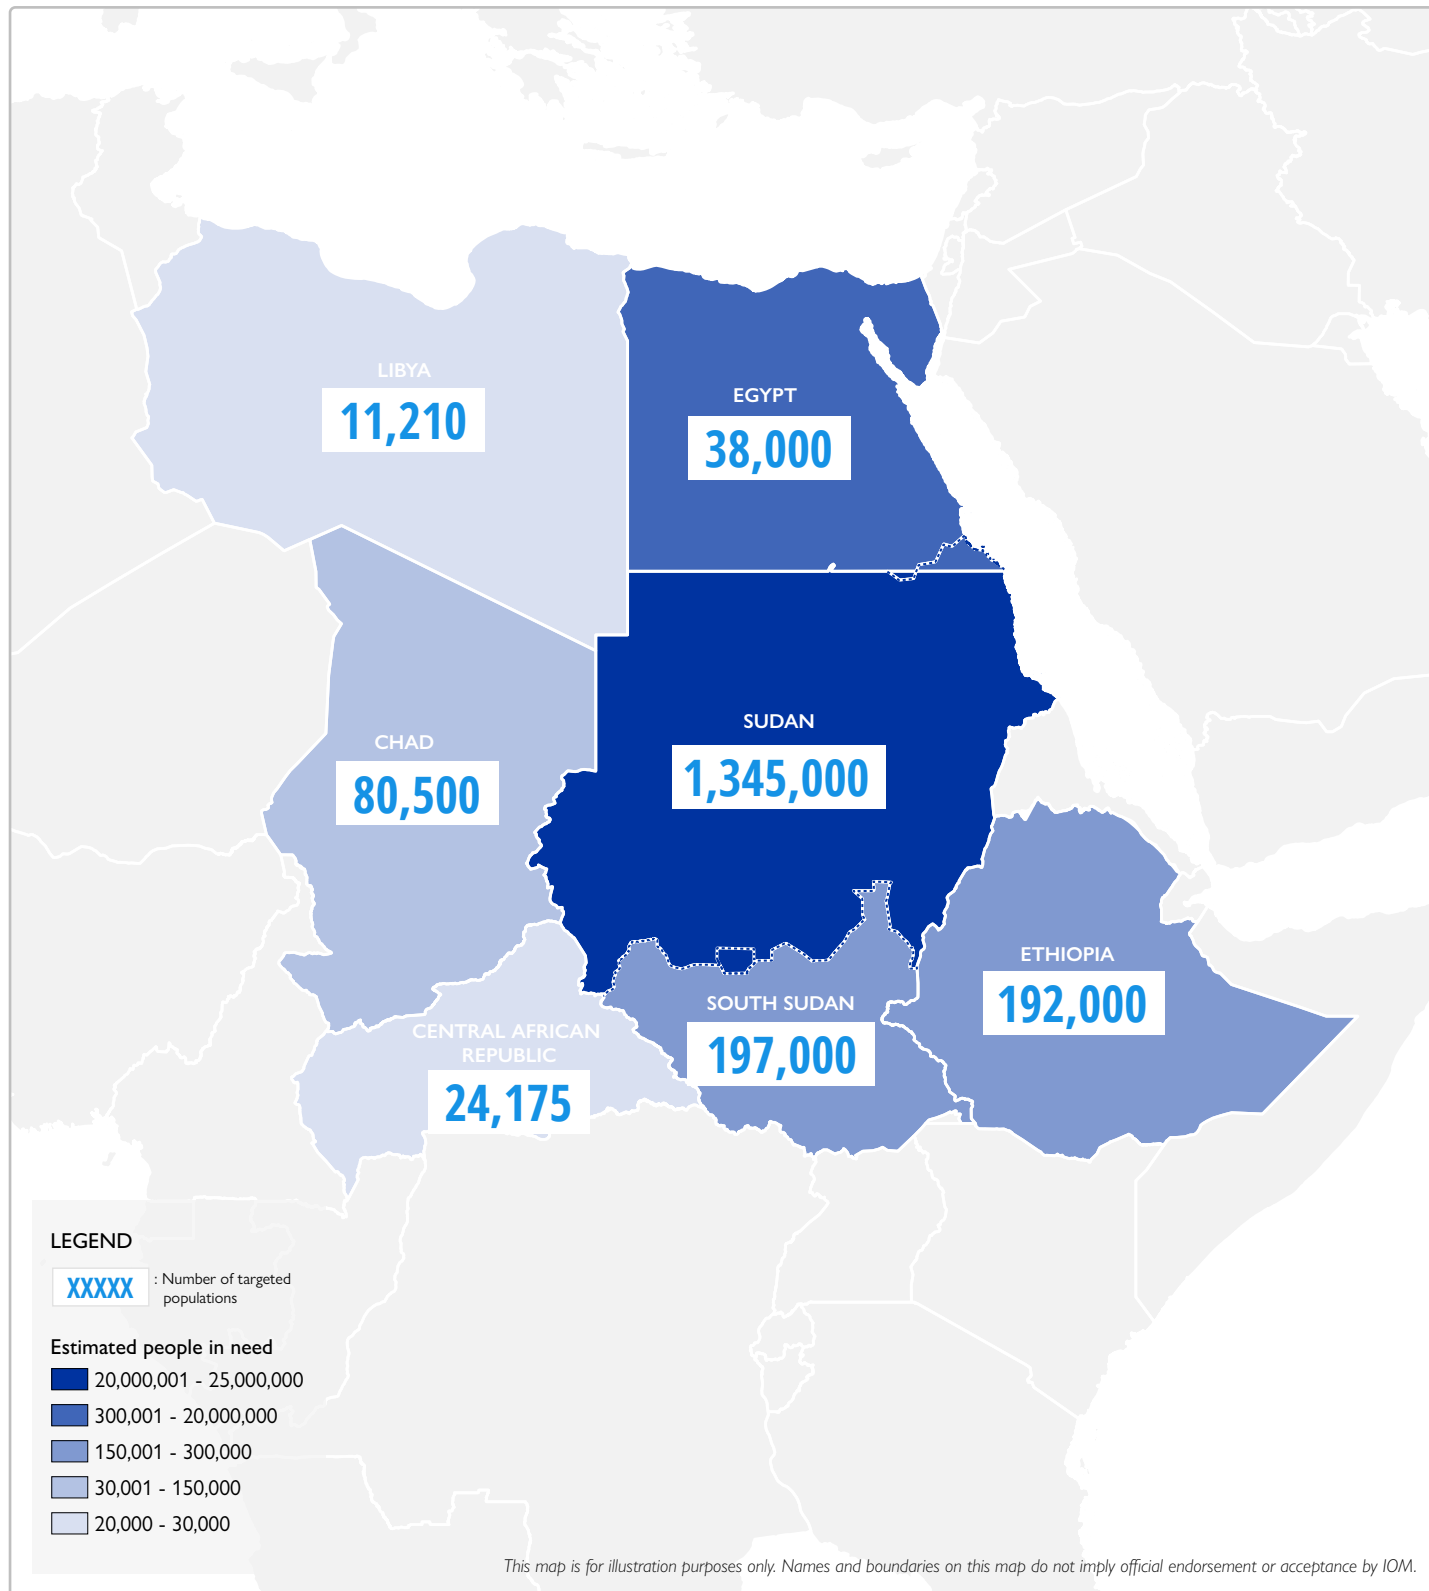 LIBYA
11,210
EGYPT
38,000
SUDAN
1,345,000
CHAD
80,500
ETHIOPIA
192,000
SOUTH SUDAN
197,000
CENTRAL AFRICAN
REPUBLIC
24,175
LEGEND
XXXXX
: Number of targeted
populations
Estimated people in need
20,000,001 - 25,000,000
300,001 - 20,000,000
150,001 - 300,000
30,001 - 150,000
20,000 - 30,000
This map is for illustration purposes only. Names and boundaries on this map do not imply official endorsement or acceptance by IOM.